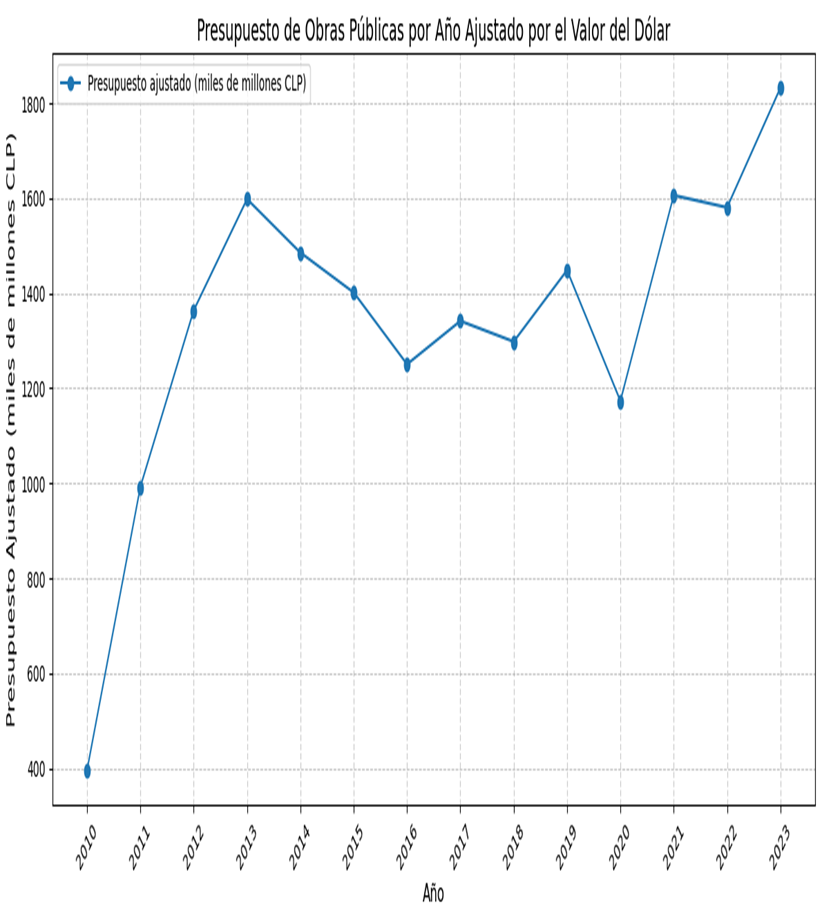 Presupuesto de Obras Públicas por Año Ajustado por el Valor del Dólar
Presupuesto ajustado (miles de millones CLP)
Presupuesto Ajustado (miles de millones CLP)
1800
1600
1400
1200
1000
800
600
400
2010 2011 2012 2013 2014 2015 2016 2017 2018 2019 2020 2021 2022 2023
Año